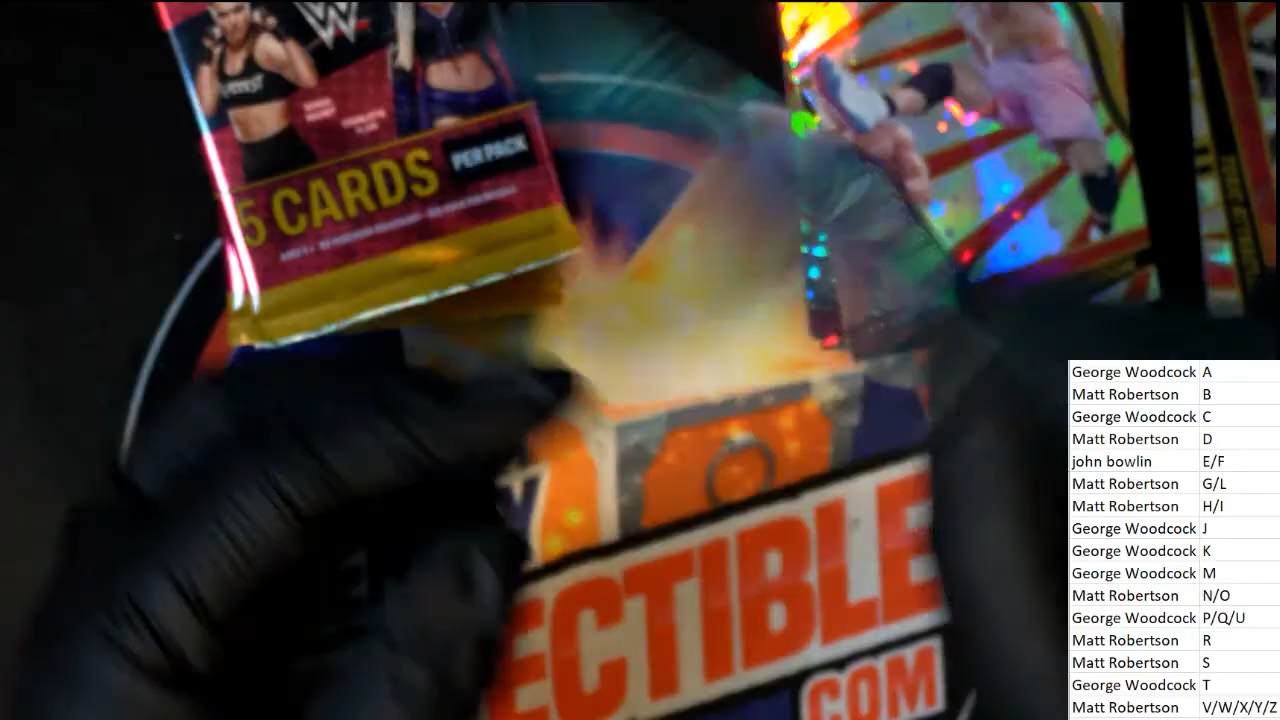 W
5 CARDS
PER PACK
ECTIBLE
COM
George Woodcock A
Matt Robertson B
George Woodcock C
Matt Robertson D
john bowlin E/F
Matt Robertson G/L
Matt Robertson H/I
George Woodcock J
George Woodcock K
George Woodcock M
Matt Robertson N/O
George Woodcock P/Q/U
Matt Robertson R
Matt Robertson S
George Woodcock T
Matt Robertson V/W/X/Y/Z